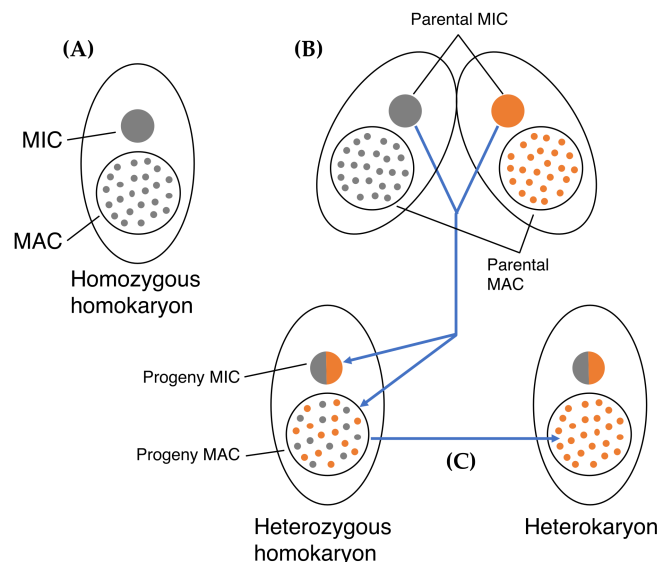 (A)
MIC
MAC
Homozygous
homokaryon
(B)
Parental MIC
Parental
MAC
Progeny MIC
Progeny MAC
(C)
Heterozygous
homokaryon
Heterokaryon